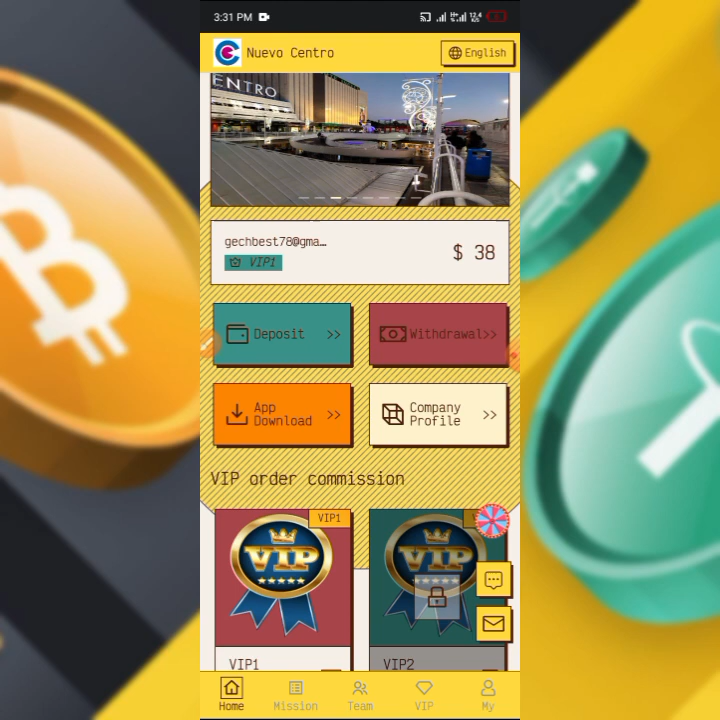 3:31 PM
Nuevo Centro
English
ENTRO
gechbest78@gma…
VIP1
$ 38
Deposit >>
Withdrawal>>
App Download >>
Company Profile >>
VIP order commission
VIP1
VIP
VIP
VIP1
VIP2
Home
Mission
Team
VIP
My